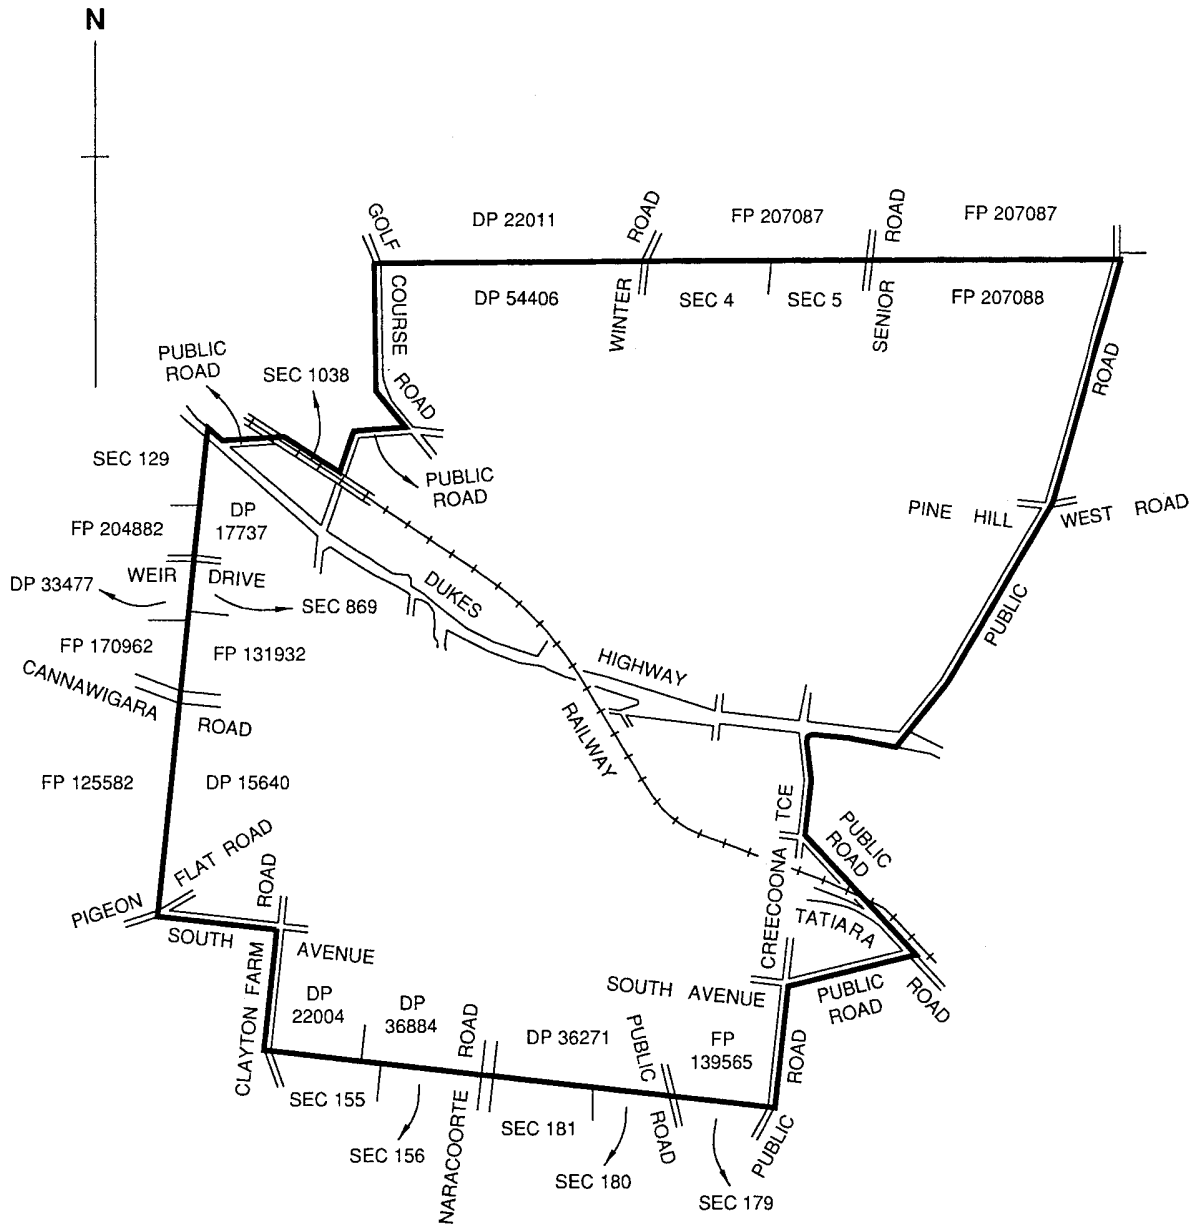 N
GOLF
DP 22011
ROAD
FP 207087
ROAD
FP 207087
COURSE
DP 54406
WINTER
SEC 4
SEC 5
SENIOR
FP 207088
PUBLIC
ROAD
SEC 1038
ROAD
ROAD
SEC 129
PUBLIC
ROAD
FP 204882
DP
17737
PINE HILL
WEST ROAD
DP 33477
WEIR
DRIVE
SEC 869
DUKES
PUBLIC
FP 170962
FP 131932
HIGHWAY
CANNAWIGARA
ROAD
RAILWAY
FP 125582
DP 15640
TCE
PUBLIC
ROAD
FLAT ROAD
PIGEON
ROAD
CREECOONA
TATIARA
SOUTH
AVENUE
CLAYTON FARM
DP
22004
DP
36884
SOUTH AVENUE
PUBLIC
ROAD
ROAD
ROAD
DP 36271
PUBLIC
FP
139565
ROAD
SEC 155
NARACOORTE
SEC 181
ROAD
PUBLIC
SEC 156
SEC 180
SEC 179